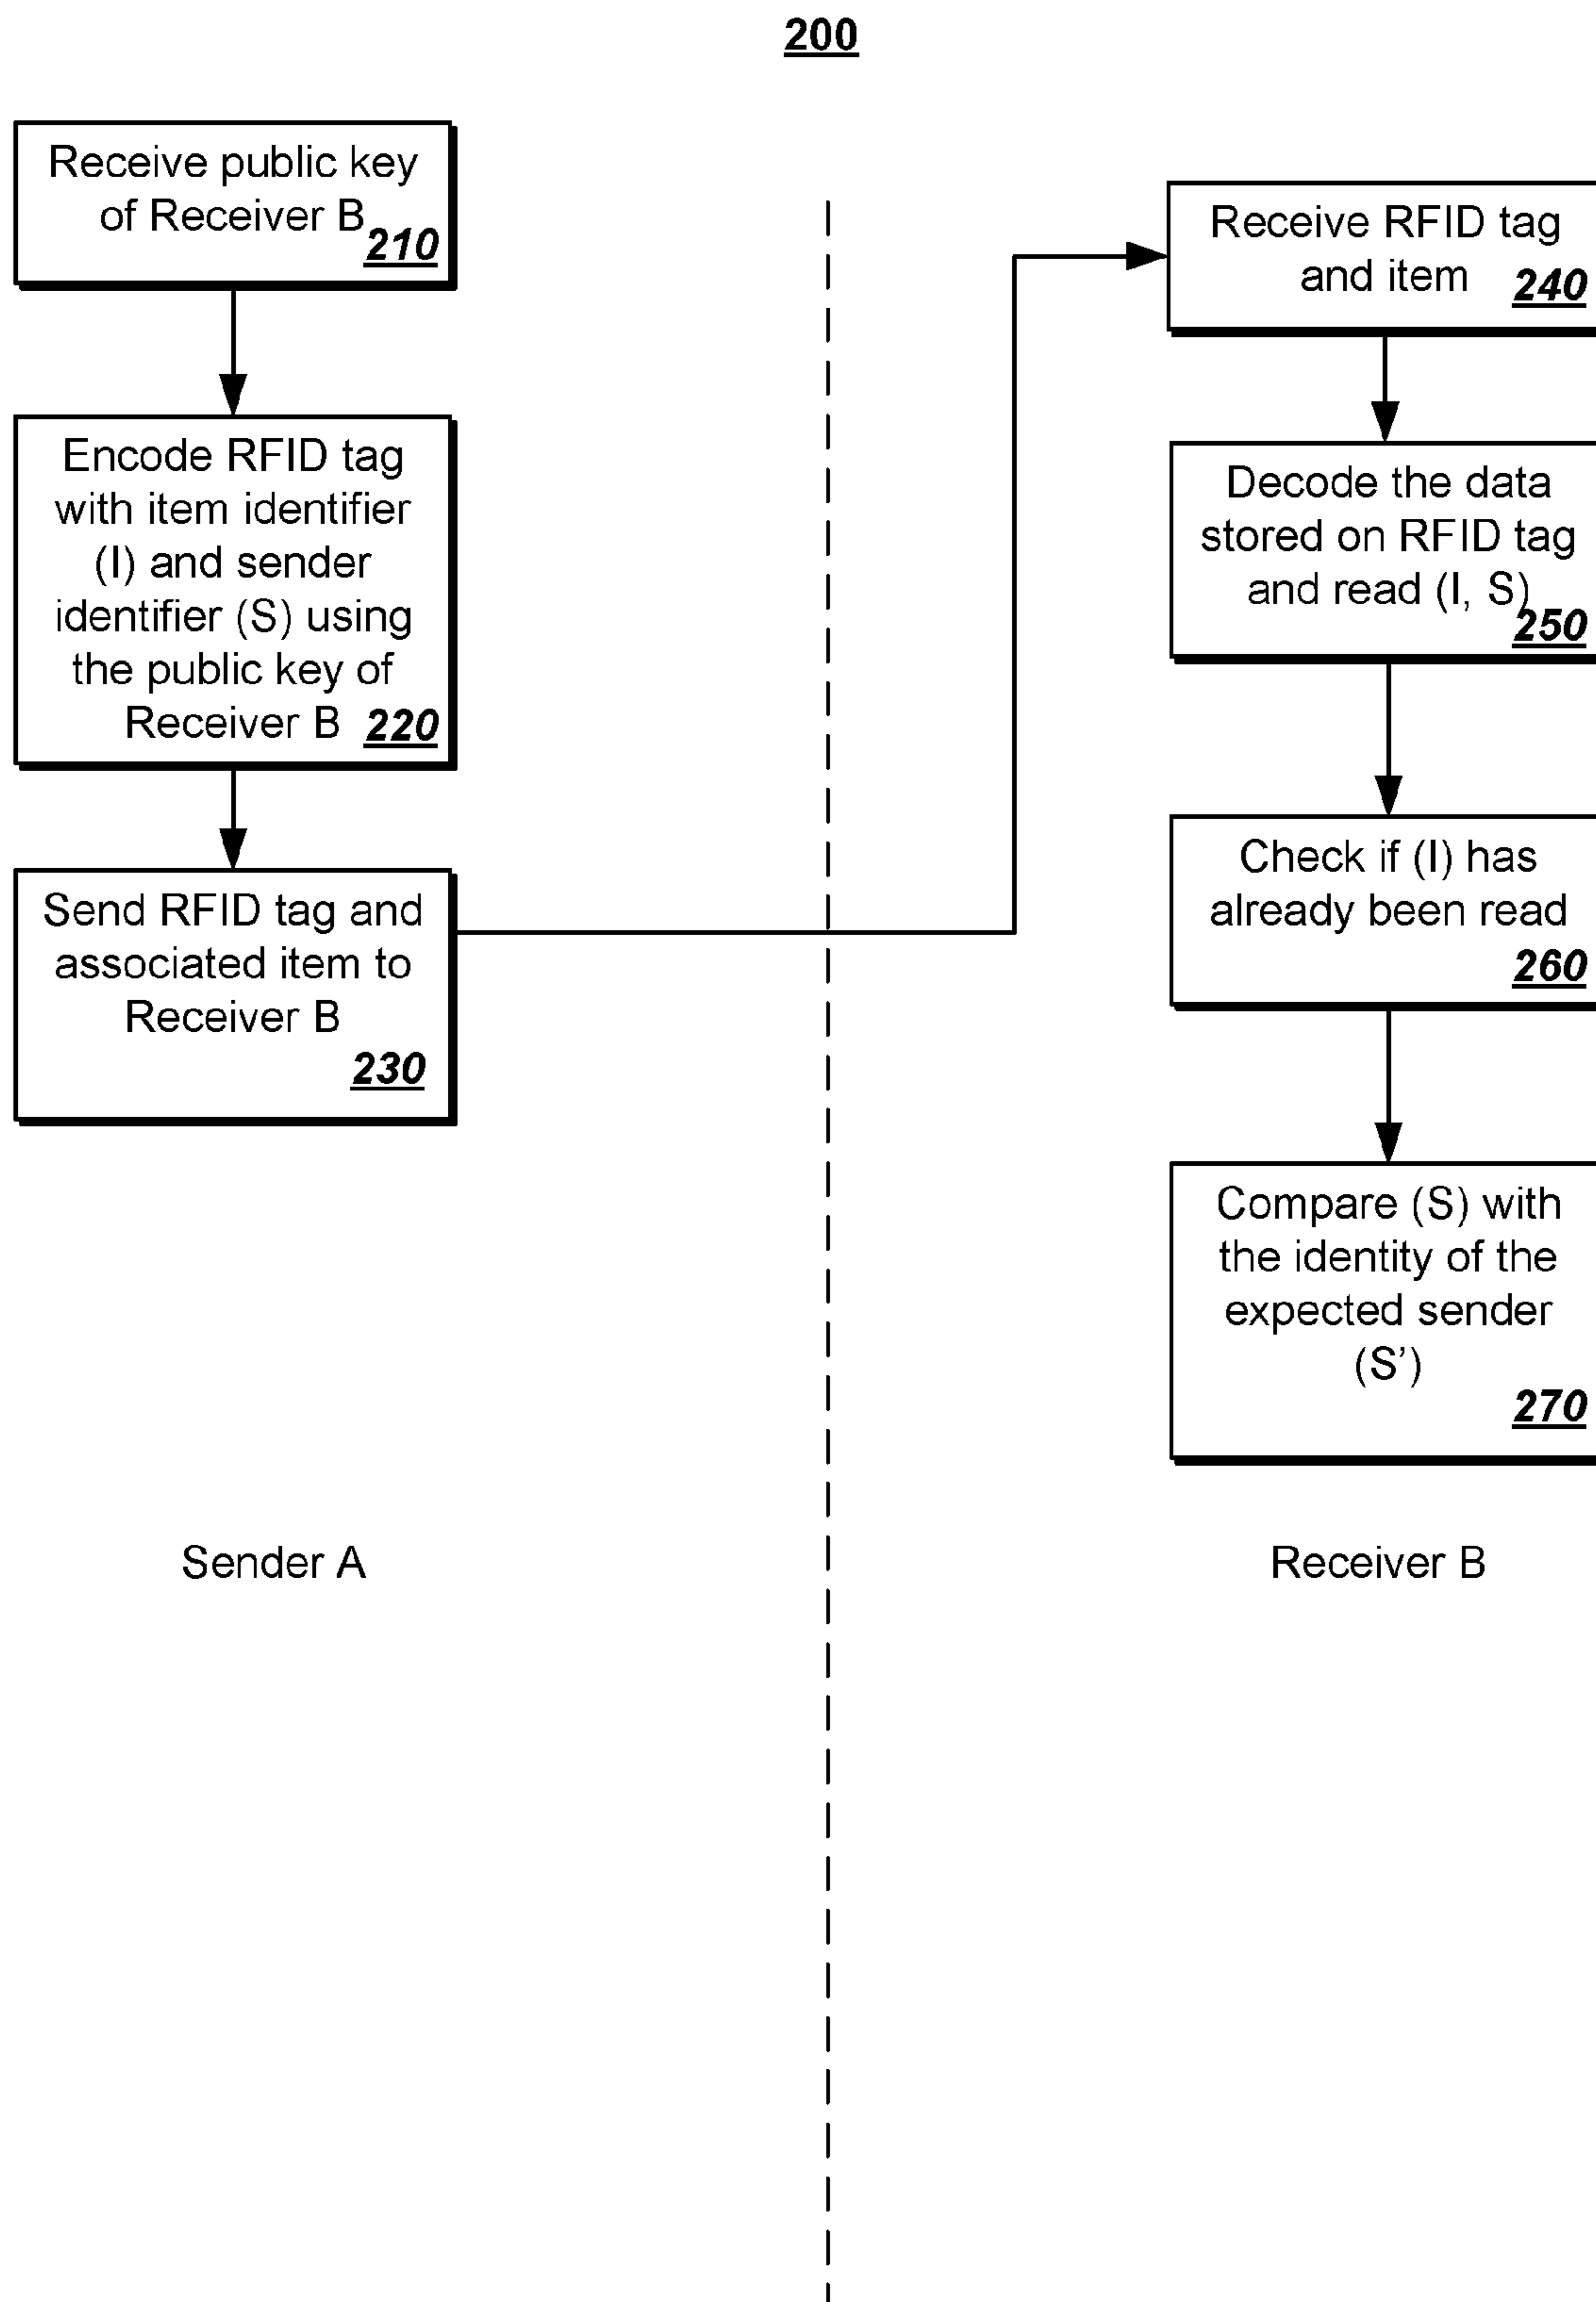 200
Receive public key
of Receiver B
210
Encode RFID tag
with item identifier
(I) and sender
identifier (S) using
the public key of
Receiver B 220
Send RFID tag and
associated item to
Receiver B
230
Receive RFID tag
and item 240
Decode the data
stored on RFID tag
and read (I, S)
250
Check if (I) has
already been read
260
Compare (S) with
the identity of the
expected sender
(S’)
270
Sender A
Receiver B